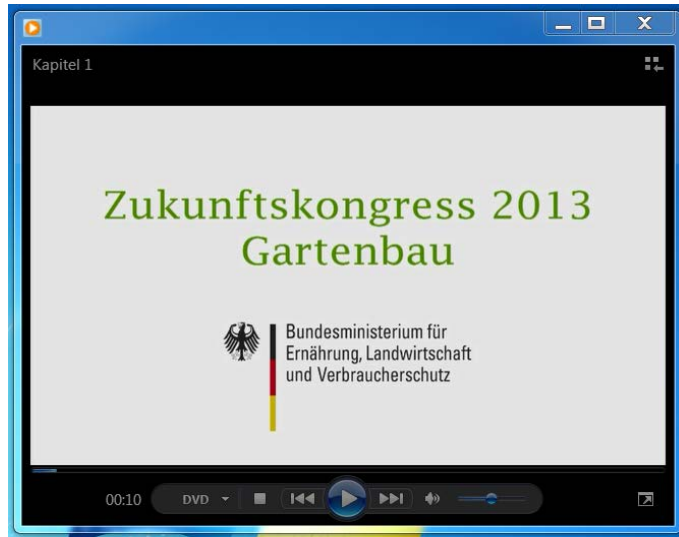 Kapitel 1
Zukunftskongress 2013
Gartenbau
Bundesministerium für
Ernährung, Landwirtschaft
und Verbraucherschutz
00:10
DVD